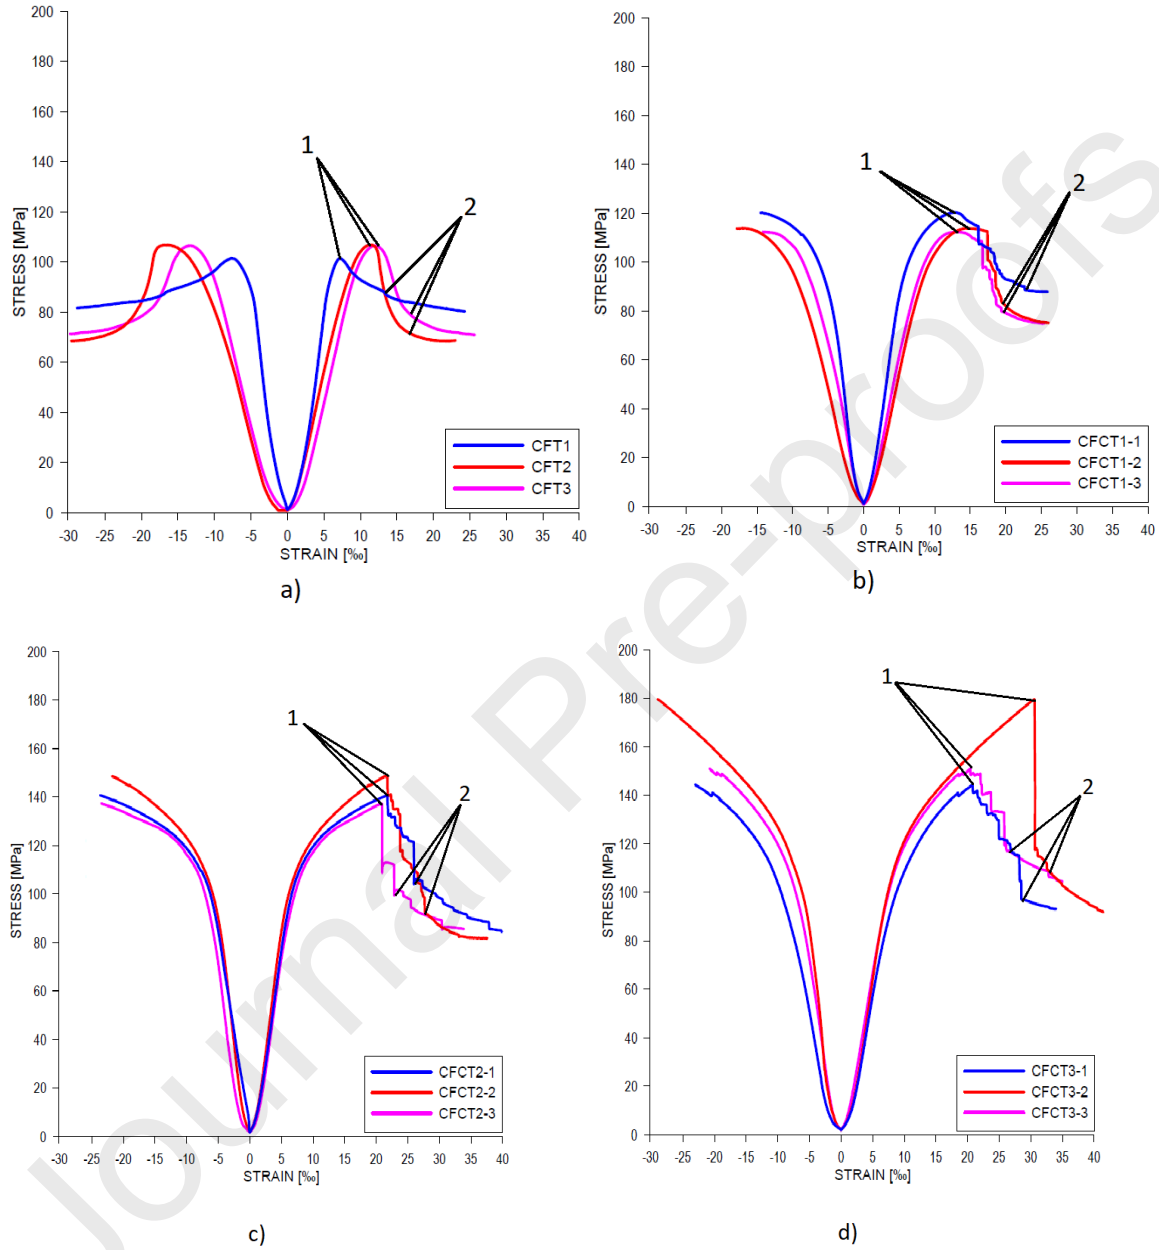 200
180
160
140
120
100
80
60
40
20
0
STRESS [MPa]
-30 -25 -20 -15 -10 -5 0 5 10 15 20 25 30 35 40
STRAIN [‰]
1
2
CFT1
CFT2
CFT3
a)
200
180
160
140
120
100
80
60
40
20
0
STRESS [MPa]
-30 -25 -20 -15 -10 -5 0 5 10 15 20 25 30 35 40
STRAIN [‰]
1
2
CFCT1-1
CFCT1-2
CFCT1-3
b)
200
180
160
140
120
100
80
60
40
20
0
STRESS [MPa]
-30 -25 -20 -15 -10 -5 0 5 10 15 20 25 30 35 40
STRAIN [‰]
1
2
CFCT2-1
CFCT2-2
CFCT2-3
c)
200
180
160
140
120
100
80
60
40
20
0
STRESS [MPa]
-30 -25 -20 -15 -10 -5 0 5 10 15 20 25 30 35 40
STRAIN [‰]
1
2
CFCT3-1
CFCT3-2
CFCT3-3
d)
Journal Pre-proofs